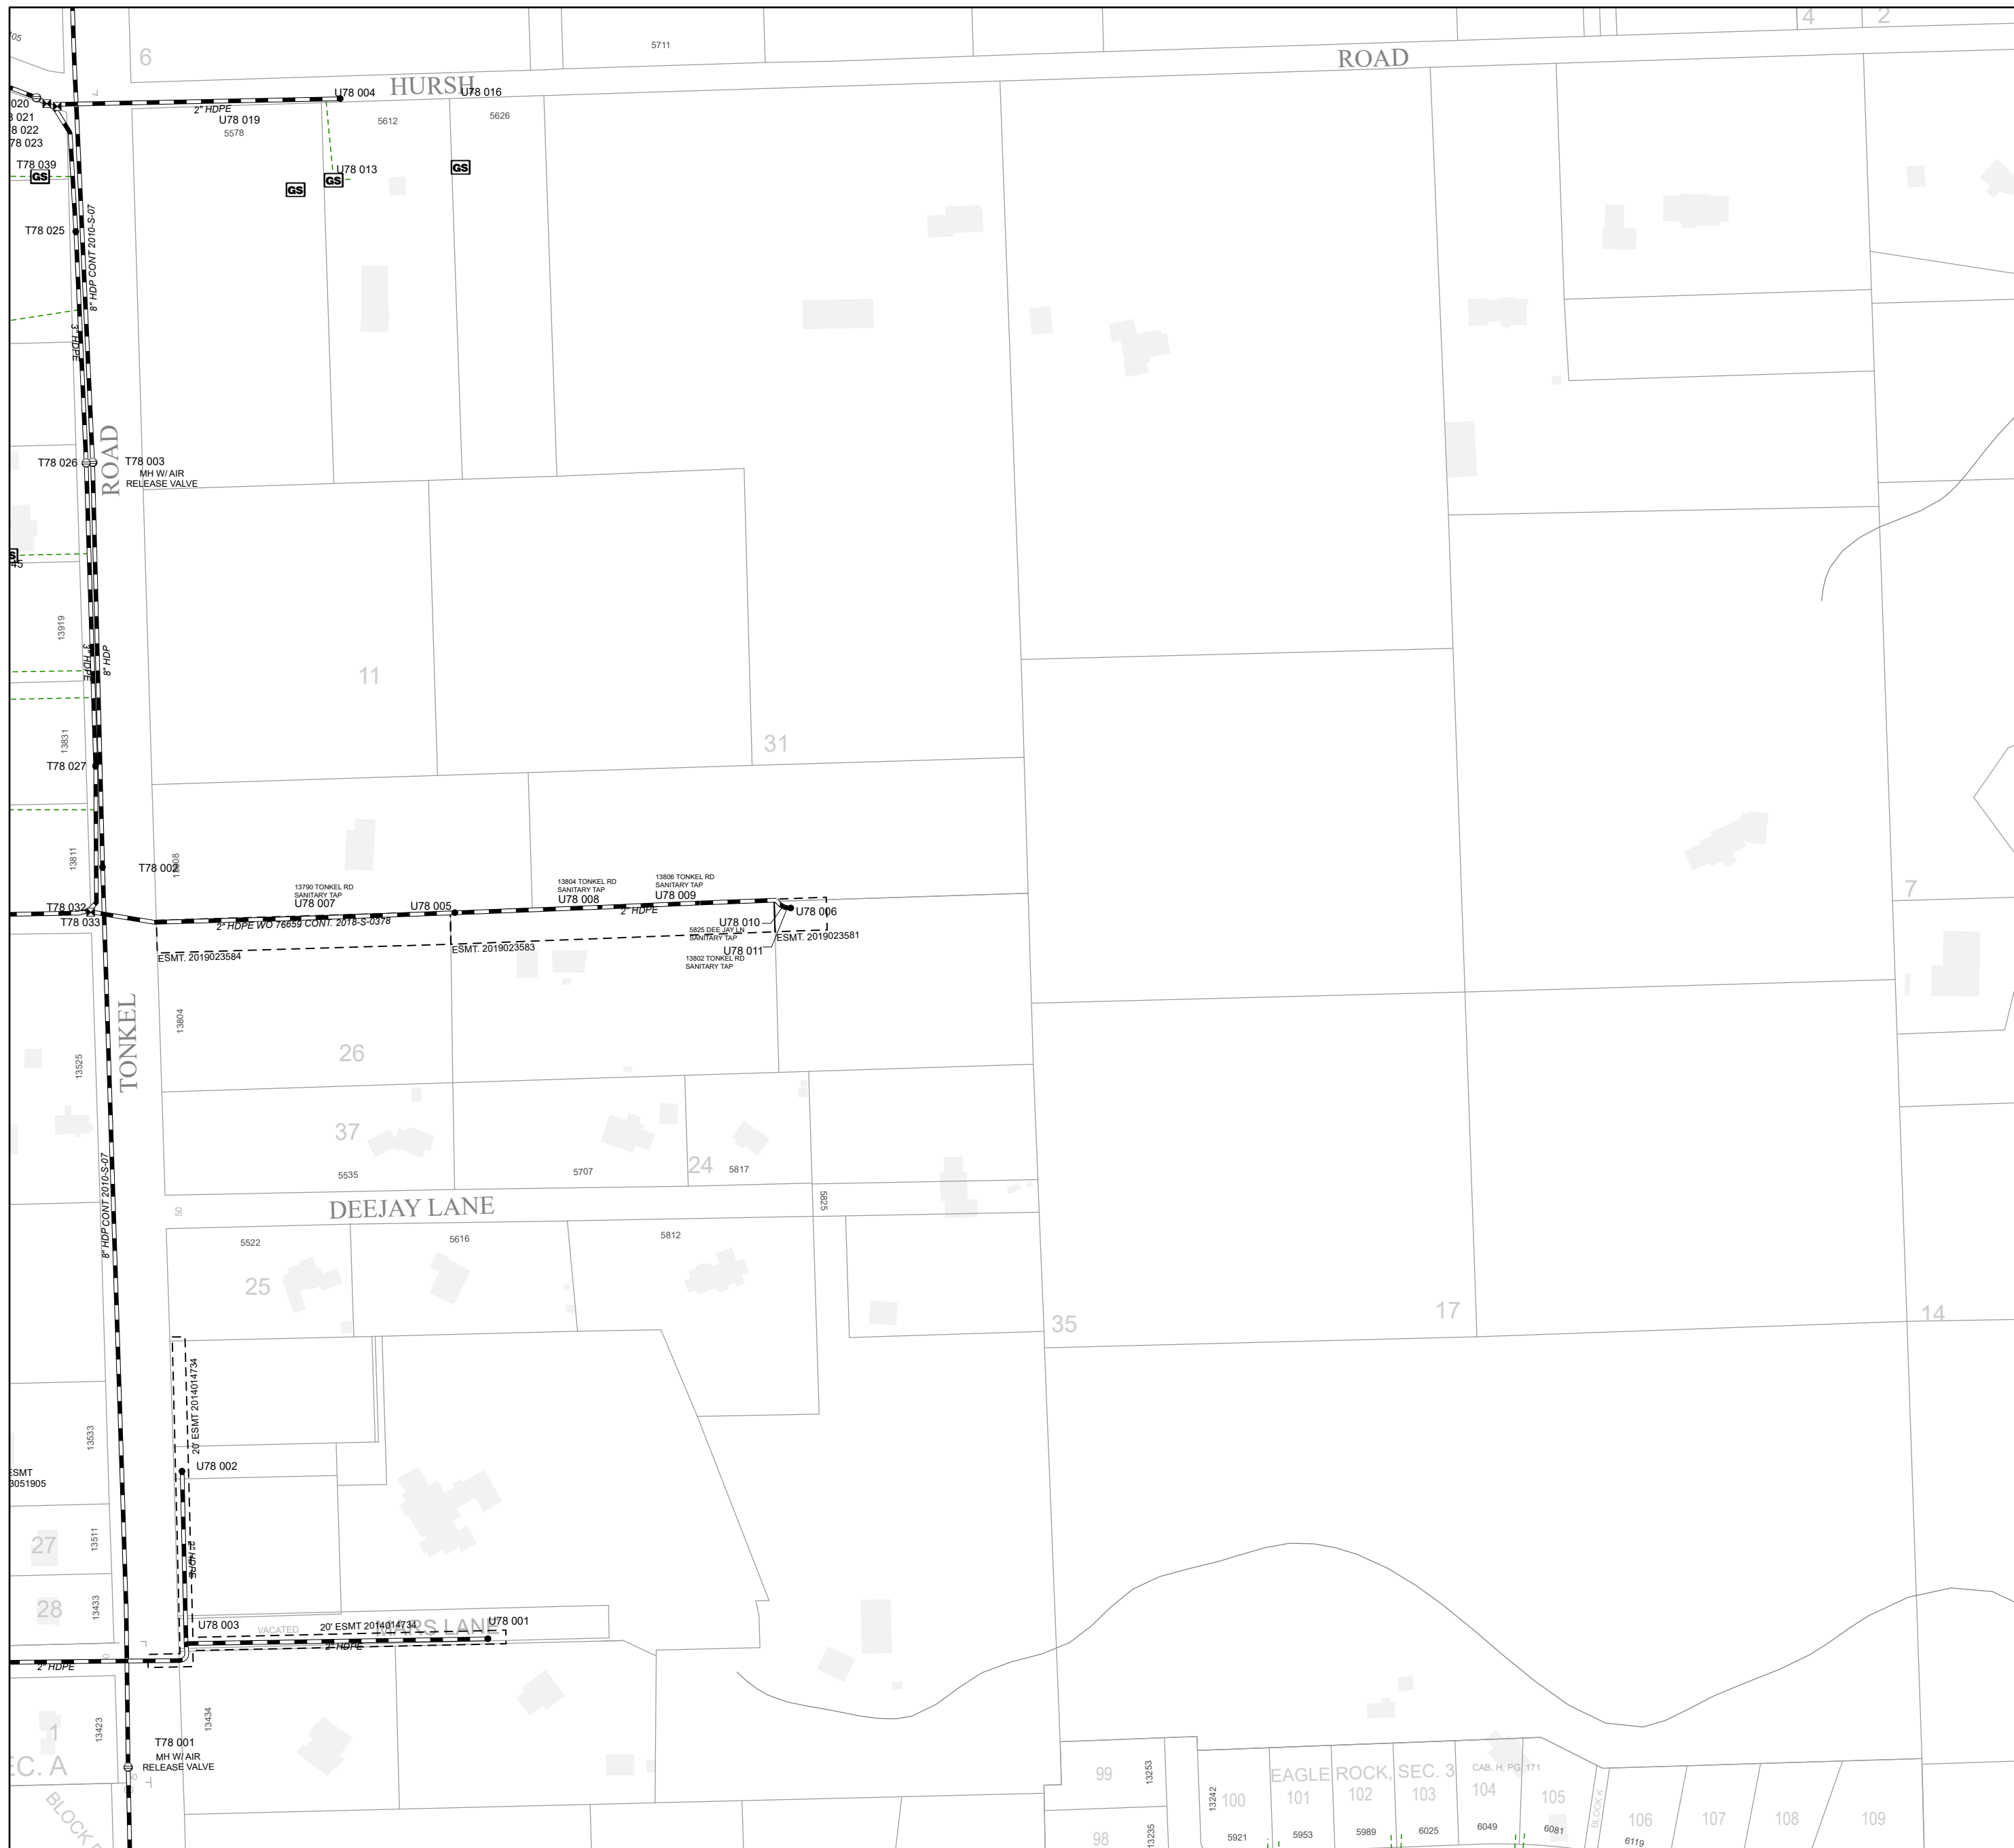 4
2
6
5711
ROAD
HURSH
U78 004
U78 016
2" HDPE
U78 019
5578
5612
5626
020
021
022
78 023
T78 039
GS
GS
GS
U78 013
GS
T78 025
8" HDP CONT 2010-S-07
3" HDPE
ROAD
T78 026
T78 003
MH W/ AIR
RELEASE VALVE
45
13919
3" HDPE
8" HDP
11
31
13831
T78 027
13811
T78 002
7
T78 032
T78 033
13790 TONKEL RD
SANITARY TAP
U78 007
U78 005
13804 TONKEL RD
SANITARY TAP
U78 008
13806 TONKEL RD
SANITARY TAP
U78 009
2" HDPE
2" HDPE WO 76659 CONT. 2018-S-0378
U78 006
U78 010
5825 DEE JAY LN
SANITARY TAP
U78 011
13802 TONKEL RD
SANITARY TAP
ESMT. 2019023584
ESMT. 2019023583
ESMT. 2019023581
TONKEL
13804
13525
26
37
24
5535
5707
5817
8" HDP CONT 2010-S-07
DEEJAY LANE
50
5825
5522
5616
5812
25
35
17
14
20' ESMT 2014014734
13533
U78 002
ESMT
3051905
27
13511
2" HDPE
28
13433
U78 003
VACATED
20' ESMT 2014014734
MARS LANE
U78 001
2" HDPE
2" HDPE
13434
1
13423
T78 001
MH W/ AIR
RELEASE VALVE
EC. A
BLOCK
99
13253
98
13235
13242
100
EAGLE ROCK, SEC. 3
CAB. H, PG. 171
101
102
103
104
105
BLOCK K
106
107
108
109
5921
5953
5989
6025
6049
6081
6119